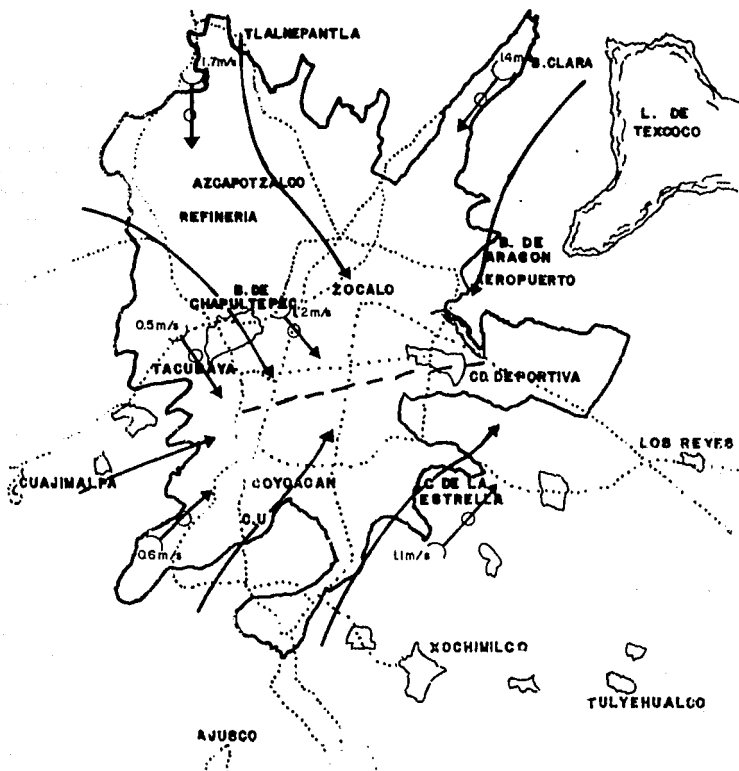 TLALNEPANTLA
1.7m/s
1.4m
B. CLARA
L. DE
TEXCOCO
AZCAPOTZALCO
REFINERIA
B. DE
ARAGON
AEROPUERTO
B. DE
CHAPULTEPEC
ZOCALO
1.2m/s
0.5m/s
TACUBAYA
CD. DEPORTIVA
LOS REYES
CUAJIMALPA
COYOACAN
C. DE LA
ESTRELLA
C.U.
0.6m/s
1.1m/s
XOCHIMILCO
TULYEHUALCO
AJUSCO